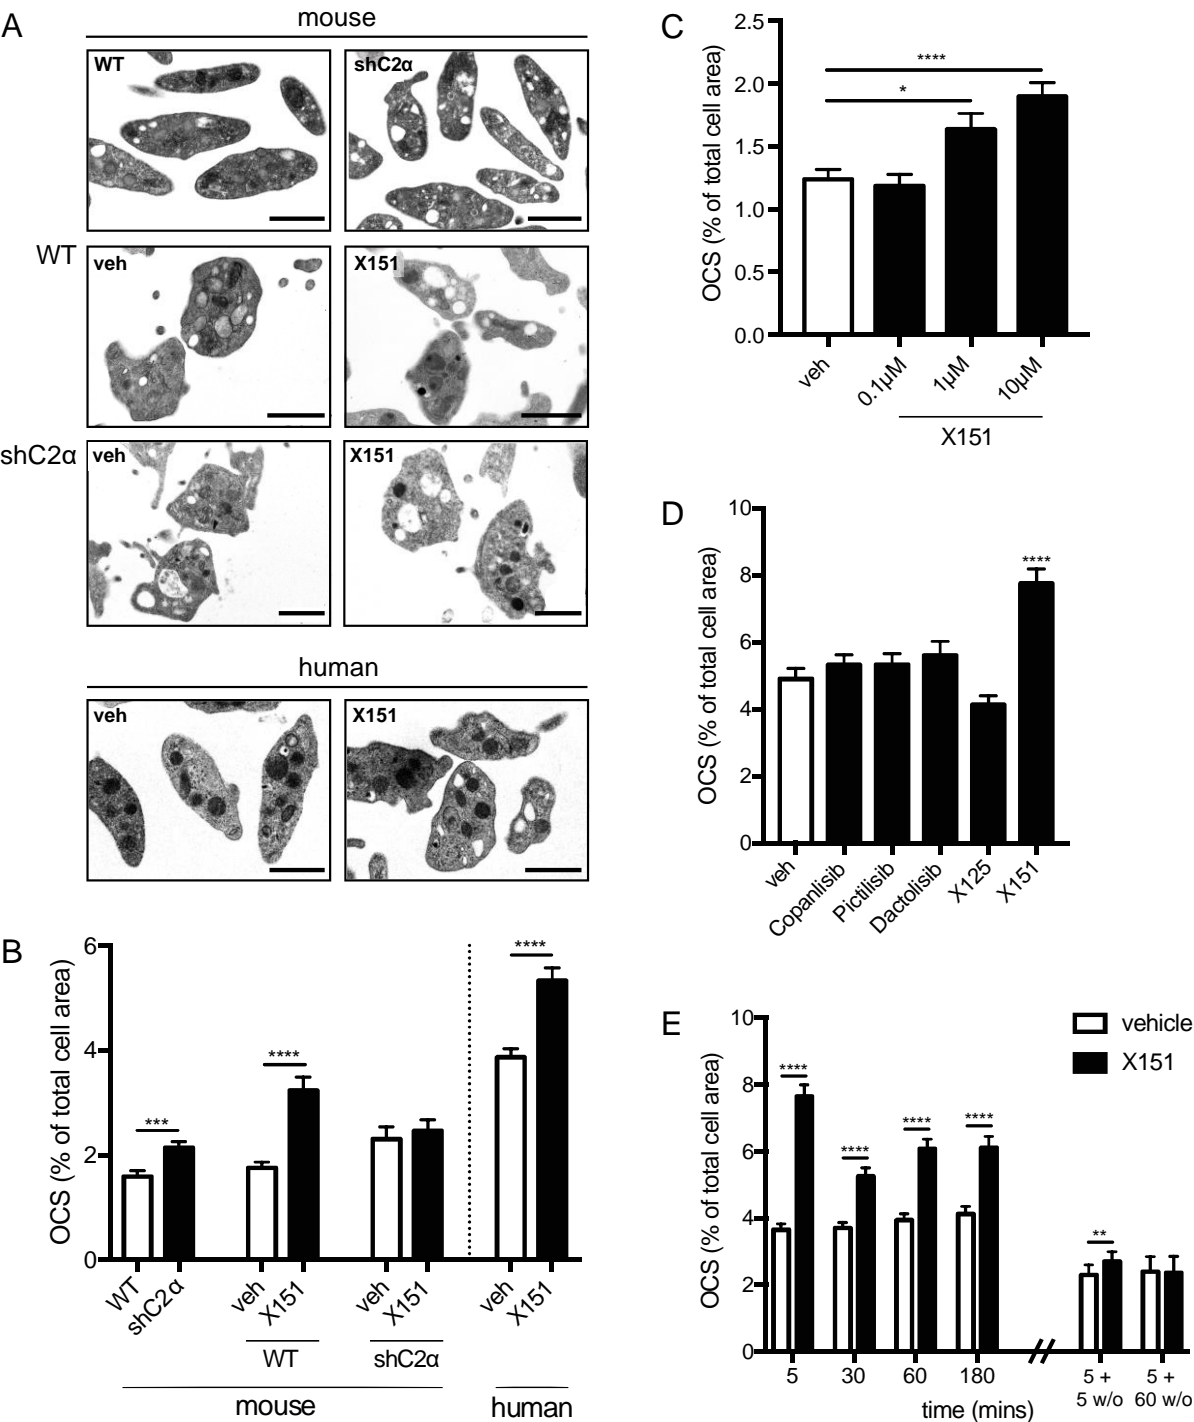 A
mouse
WT
shC2α
WT
veh
X151
shC2α
veh
X151
human
veh
X151
B
OCS (% of total cell area)
6
4
2
0
***
****
****
WT
shC2α
veh
X151
veh
X151
veh
X151
WT
shC2α
mouse
human
C
OCS (% of total cell area)
2.5
2.0
1.5
1.0
0.5
0.0
****
*
veh
0.1µM
1µM
10µM
X151
D
OCS (% of total cell area)
10
8
6
4
2
0
****
veh
Copanlisib
Pictilisib
Dactolisib
X125
X151
E
OCS (% of total cell area)
10
8
6
4
2
0
vehicle
X151
****
****
****
****
**
5
30
60
180
5 +
5 w/o
5 +
60 w/o
time (mins)